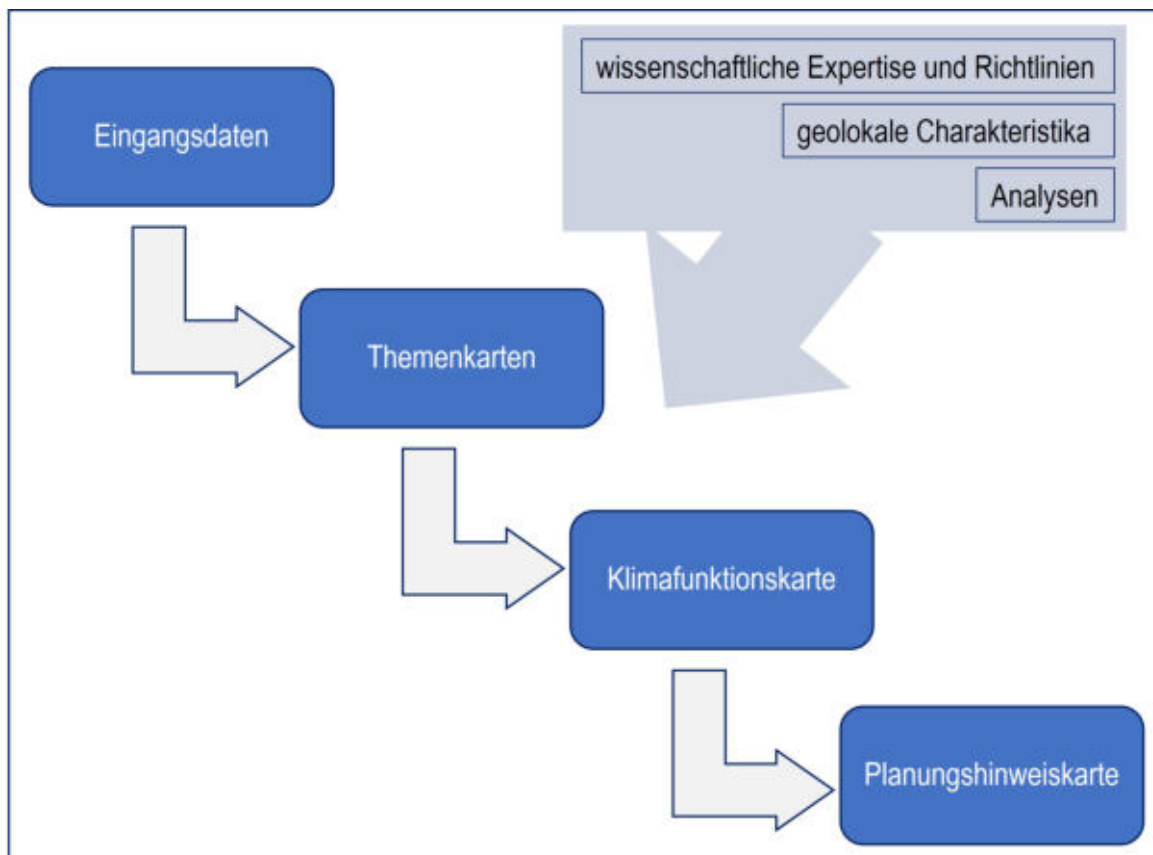 wissenschaftliche Expertise und Richtlinien
geolokale Charakteristika
Analysen
Eingangsdaten
Themenkarten
Klimafunktionskarte
Planungshinweiskarte